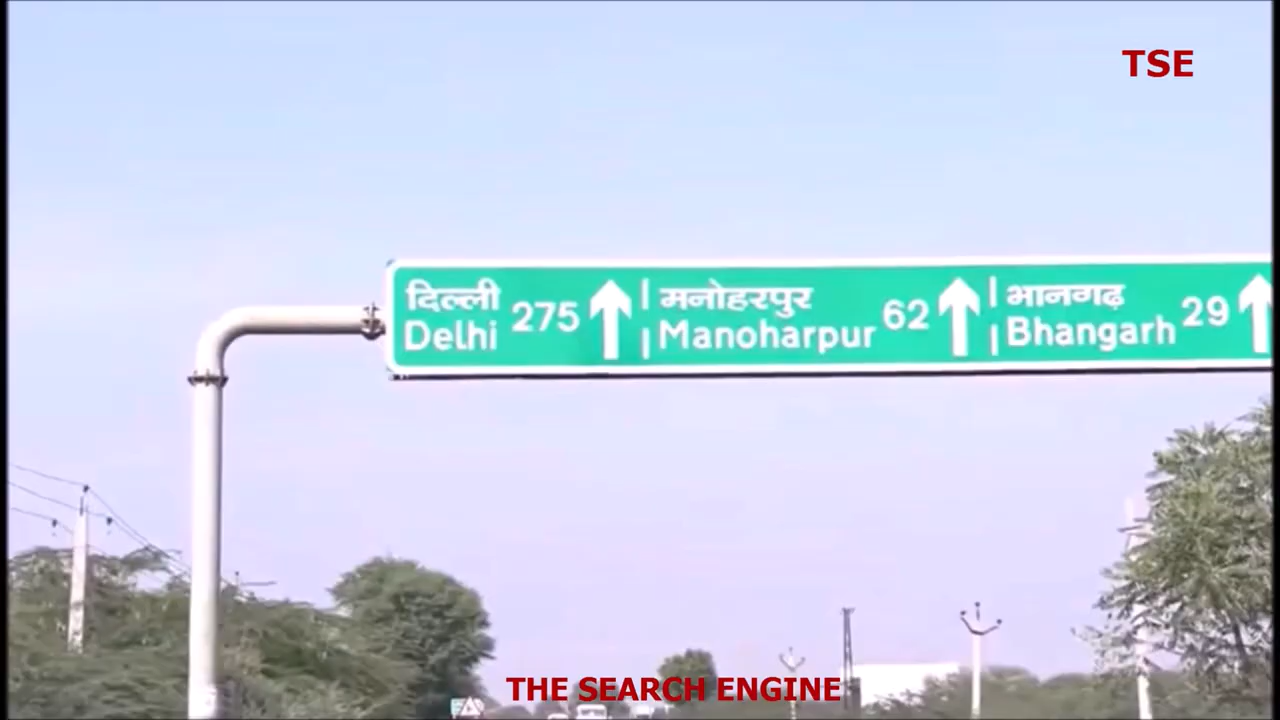 TSE
दिल्ली
Delhi
275
मनोहरपुर
Manoharpur
62
भानगढ़
Bhangarh
29
THE SEARCH ENGINE